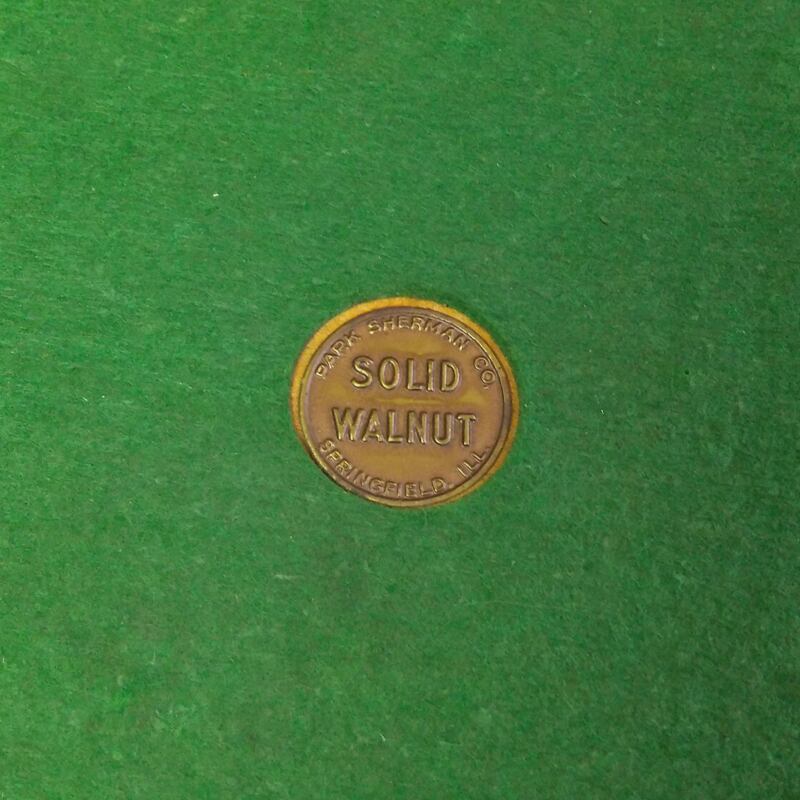 PARK SHERMAN CO.
SOLID
WALNUT
SPRINGFIELD, ILL.